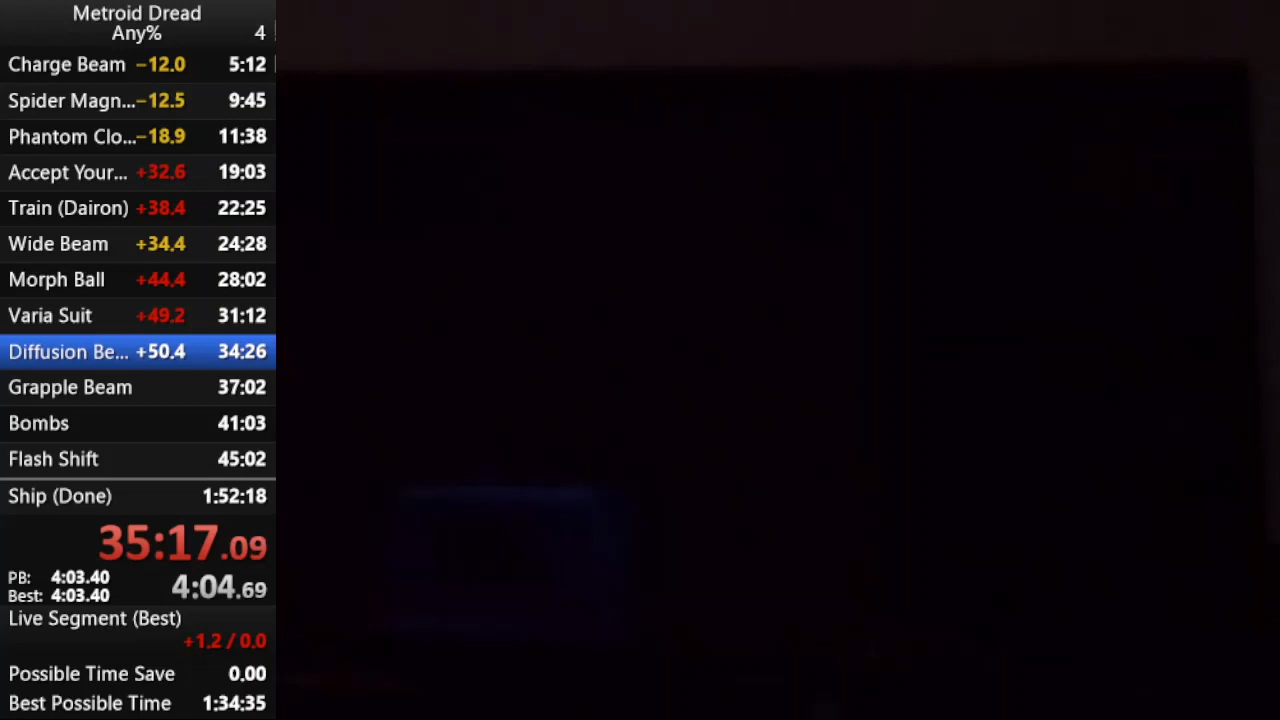 Metroid Dread
Any% 4
Charge Beam −12.0 5:12
Spider Magn... −12.5 9:45
Phantom Clo... −18.9 11:38
Accept Your... +32.6 19:03
Train (Dairon) +38.4 22:25
Wide Beam +34.4 24:28
Morph Ball +44.4 28:02
Varia Suit +49.2 31:12
Diffusion Be... +50.4 34:26
Grapple Beam 37:02
Bombs 41:03
Flash Shift 45:02
Ship (Done) 1:52:18
35:17.09
PB: 4:03.40 4:04.69
Best: 4:03.40
Live Segment (Best)
+1.2 / 0.0
Possible Time Save 0.00
Best Possible Time 1:34:35